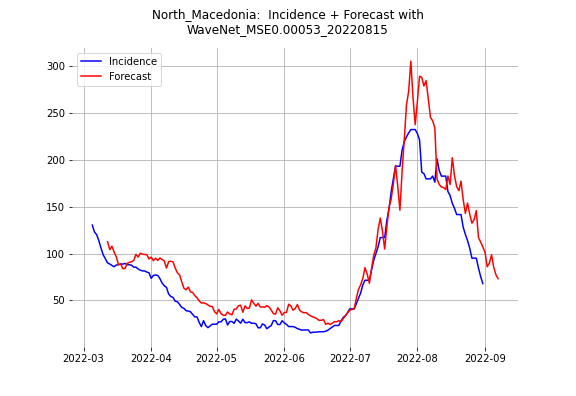 North_Macedonia:  Incidence + Forecast with
WaveNet_MSE0.00053_20220815
Incidence
Forecast
300
250
200
150
100
50
2022-03 2022-04 2022-05 2022-06 2022-07 2022-08 2022-09